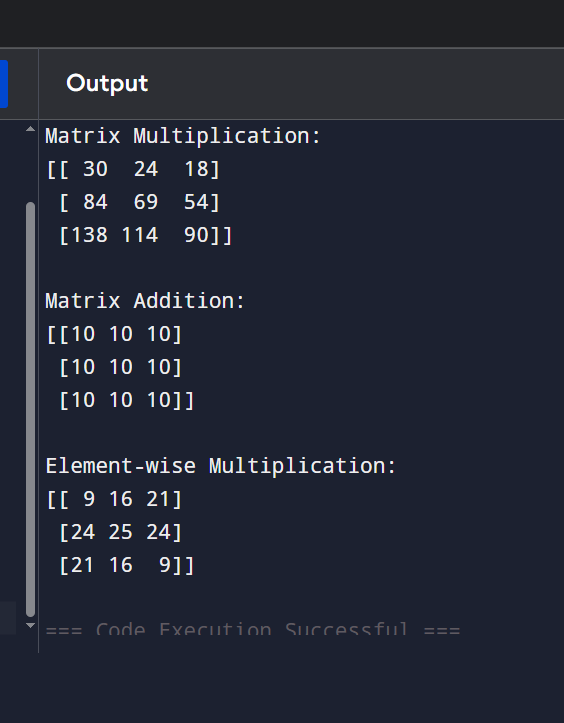 Output
Matrix Multiplication:
[[ 30  24  18]
 [ 84  69  54]
 [138 114  90]]
Matrix Addition:
[[10 10 10]
 [10 10 10]
 [10 10 10]]
Element-wise Multiplication:
[[ 9 16 21]
 [24 25 24]
 [21 16  9]]
=== Code Execution Successful ===